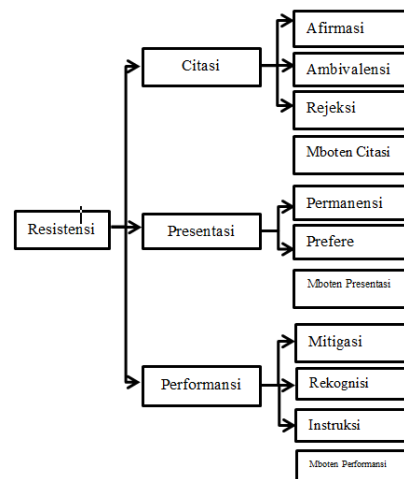 Afirmasi
Citasi
Ambivalensi
Rejeksi
Mboten Citasi
Permanensi
Resistensi
Presentasi
Prefere
Mboten Presentasi
Mitigasi
Performansi
Rekognisi
Instruksi
Mboten Performansi